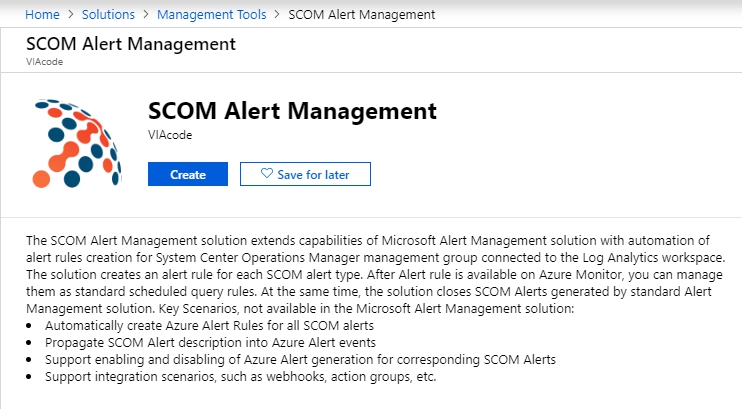 Home > Solutions > Management Tools > SCOM Alert Management
SCOM Alert Management
VIAcode
SCOM Alert Management
VIAcode
Create
Save for later
The SCOM Alert Management solution extends capabilities of Microsoft Alert Management solution with automation of
alert rules creation for System Center Operations Manager management group connected to the Log Analytics workspace.
The solution creates an alert rule for each SCOM alert type. After Alert rule is available on Azure Monitor, you can manage
them as standard scheduled query rules. At the same time, the solution closes SCOM Alerts generated by standard Alert
Management solution. Key Scenarios, not available in the Microsoft Alert Management solution:
• Automatically create Azure Alert Rules for all SCOM alerts
• Propagate SCOM Alert description into Azure Alert events
• Support enabling and disabling of Azure Alert generation for corresponding SCOM Alerts
• Support integration scenarios, such as webhooks, action groups, etc.